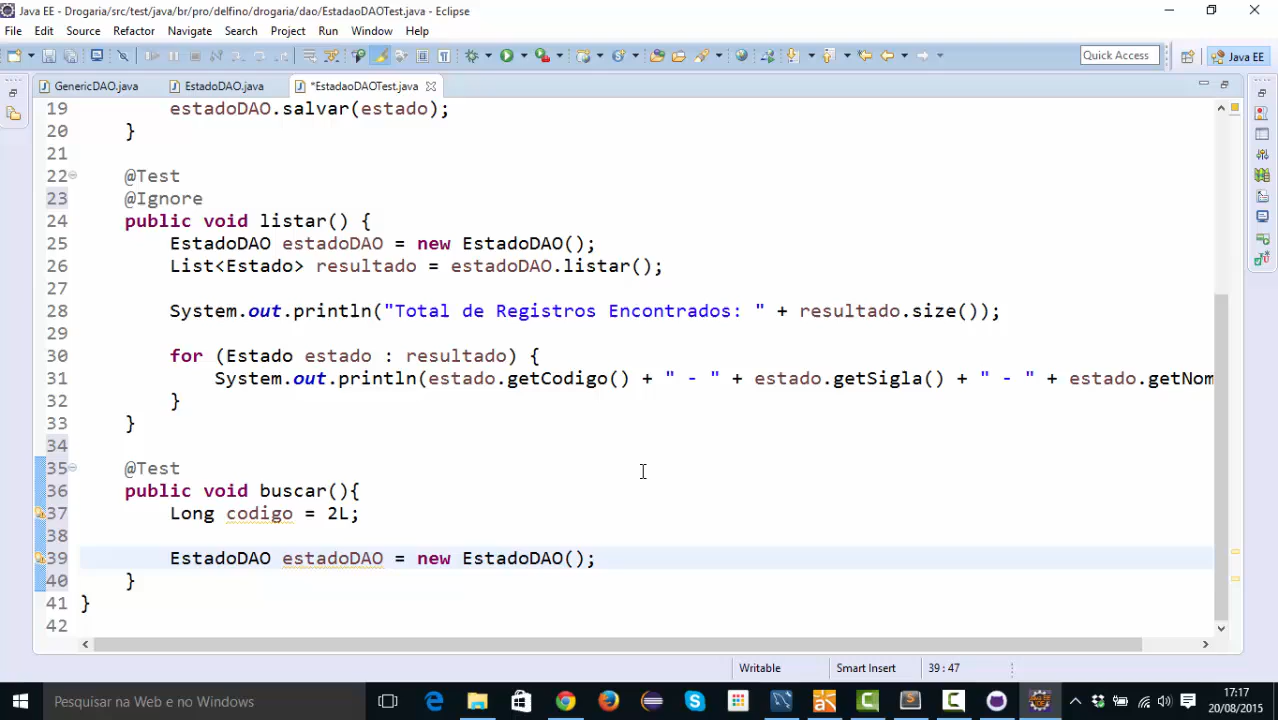 Java EE - Drogaria/src/test/java/br/pro/delfino/drogaria/dao/EstadaoDAOTest.java - Eclipse
File Edit Source Refactor Navigate Search Project Run Window Help
Quick Access
Java EE
GenericDAO.java EstadoDAO.java *EstadaoDAOTest.java
19 estadoDAO.salvar(estado);
20 }
21
22 @Test
23 @Ignore
24 public void listar() {
25 EstadoDAO estadoDAO = new EstadoDAO();
26 List<Estado> resultado = estadoDAO.listar();
27
28 System.out.println("Total de Registros Encontrados: " + resultado.size());
29
30 for (Estado estado : resultado) {
31 System.out.println(estado.getCodigo() + " - " + estado.getSigla() + " - " + estado.getNom
32 }
33 }
34
35 @Test
36 public void buscar(){
37 Long codigo = 2L;
38
39 EstadoDAO estadoDAO = new EstadoDAO();
40 }
41 }
42
Writable Smart Insert 39 : 47
Pesquisar na Web e no Windows
17:17
20/08/2015